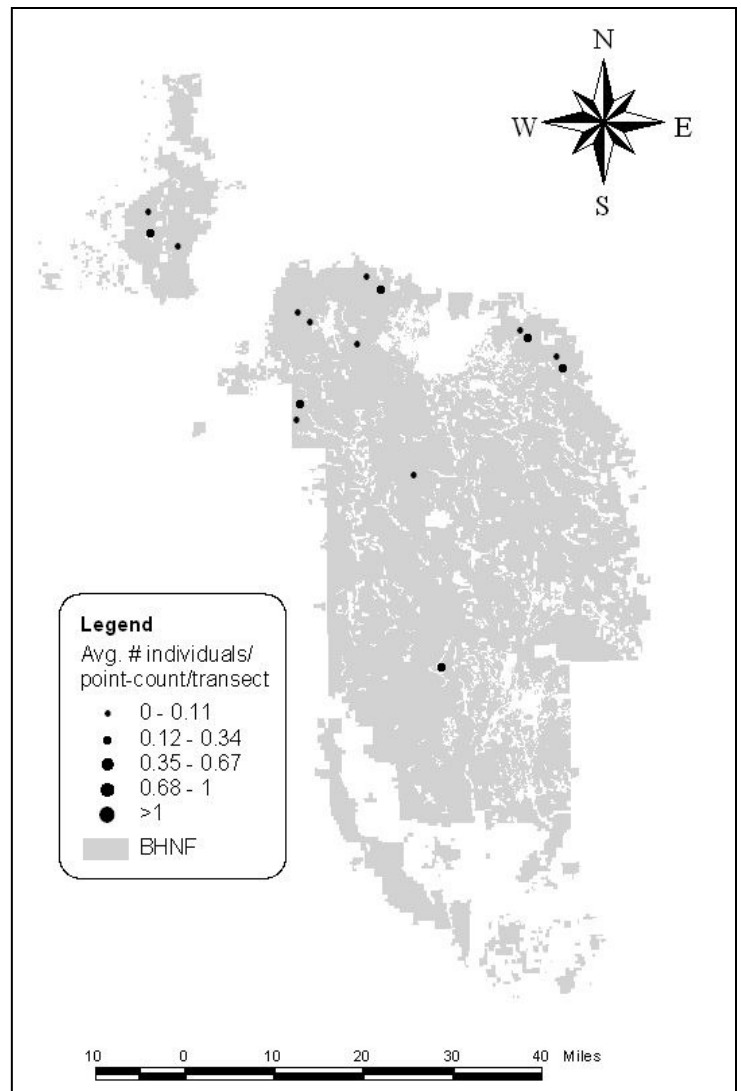 N
W E
S
Legend
Avg. # individuals/
point-count/transect
0 - 0.11
0.12 - 0.34
0.35 - 0.67
0.68 - 1
>1
BHNF
10 0 10 20 30 40 Miles